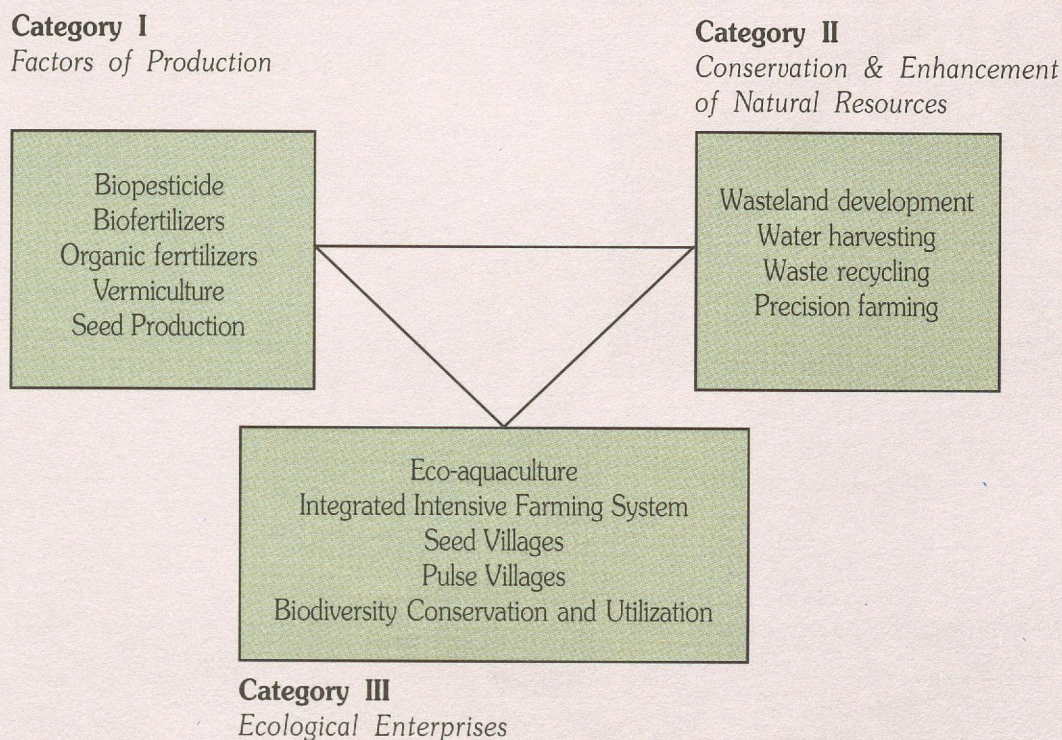 Category I
Factors of Production
Biopesticide
Biofertilizers
Organic ferrtilizers
Vermiculture
Seed Production
Category II
Conservation & Enhancement
of Natural Resources
Wasteland development
Water harvesting
Waste recycling
Precision farming
Eco-aquaculture
Integrated Intensive Farming System
Seed Villages
Pulse Villages
Biodiversity Conservation and Utilization
Category III
Ecological Enterprises